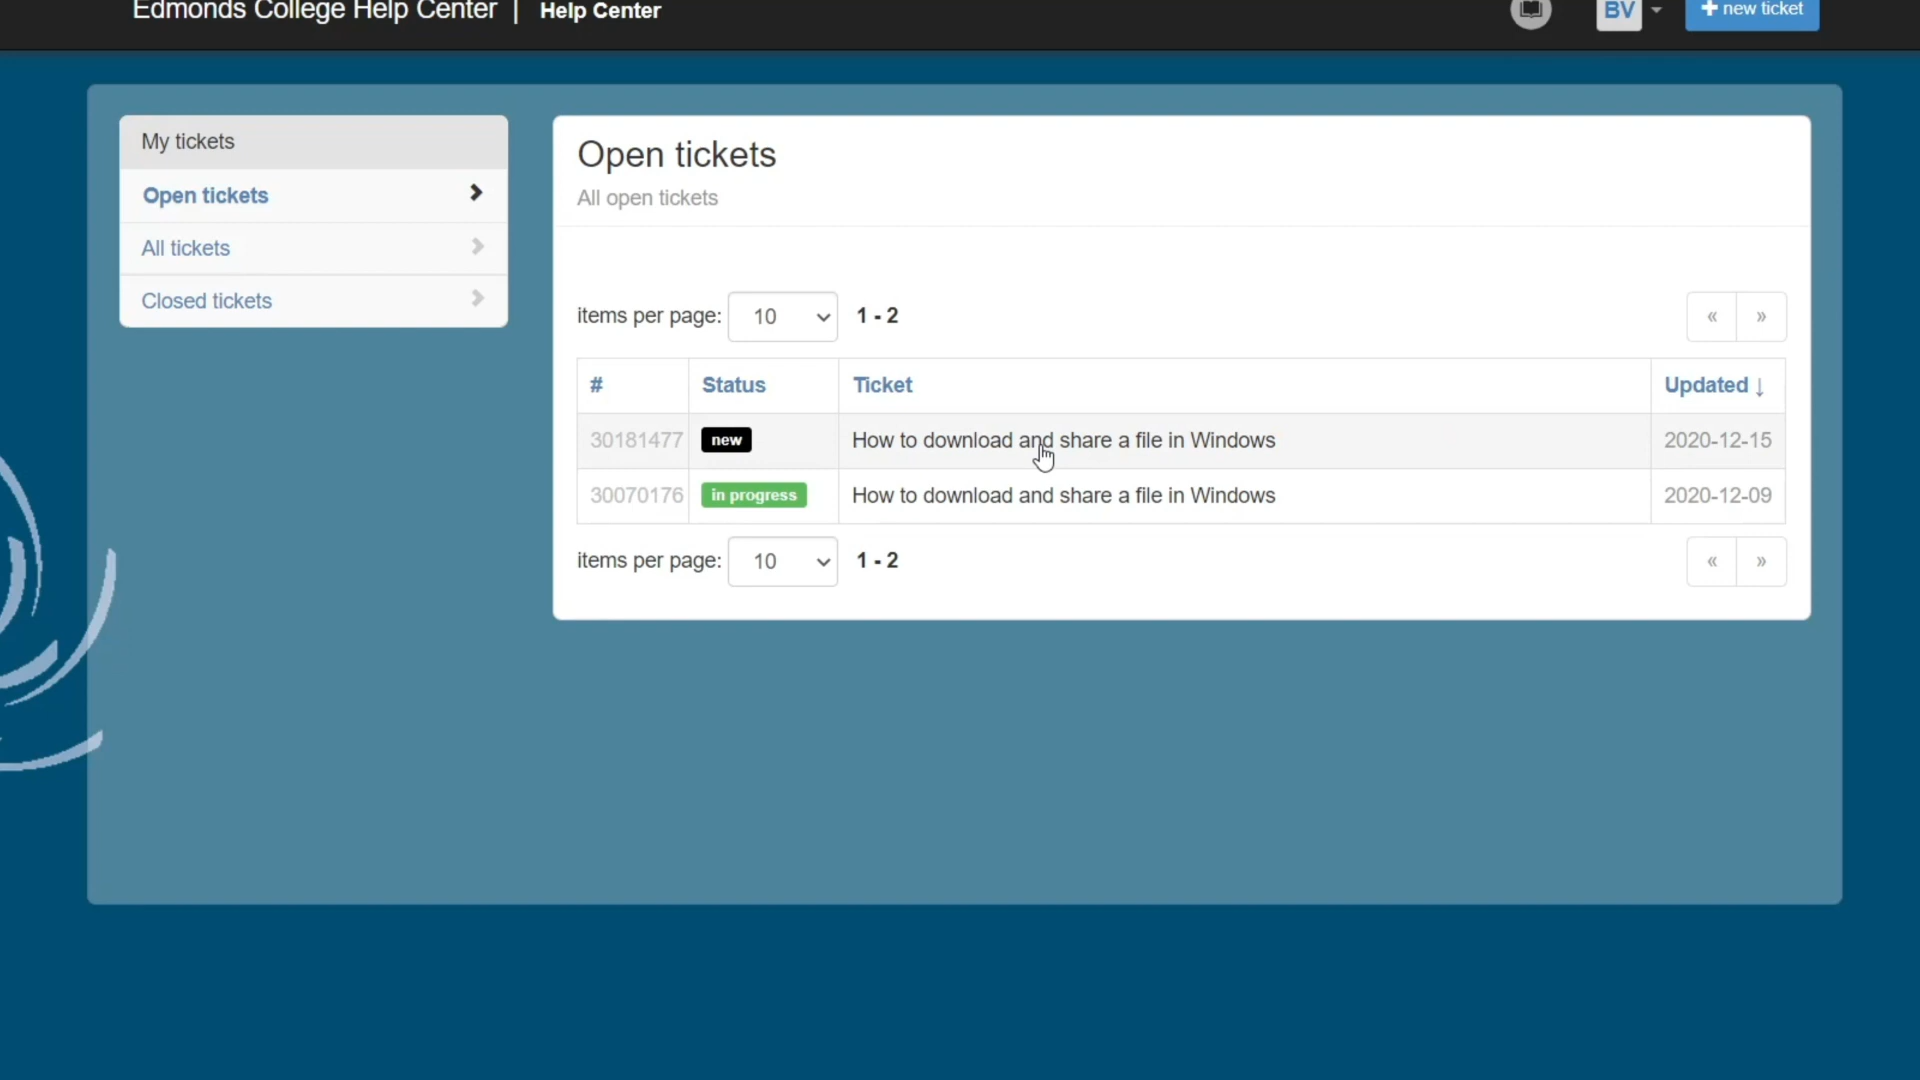 Edmonds College Help Center | Help Center
BV
+ new ticket
My tickets
Open tickets
All tickets
Closed tickets
Open tickets
All open tickets
items per page: 10 1 - 2
« »
# Status Ticket Updated ↓
30181477 new How to download and share a file in Windows 2020-12-15
30070176 in progress How to download and share a file in Windows 2020-12-09
items per page: 10 1 - 2
« »